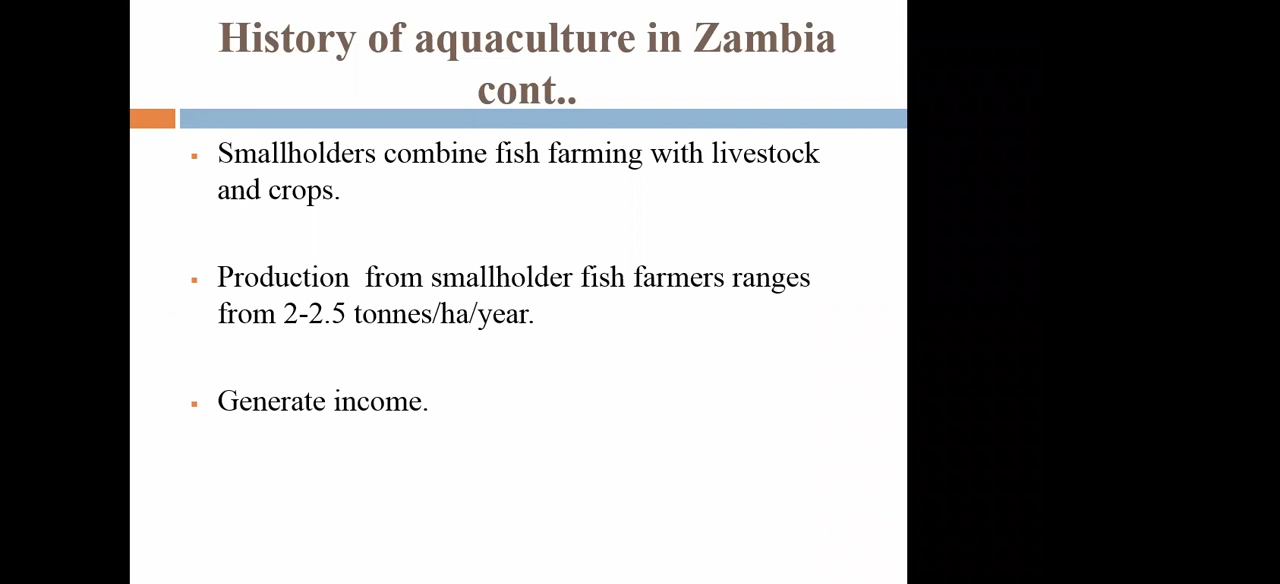 History of aquaculture in Zambia
cont..
Smallholders combine fish farming with livestock
and crops.
Production  from smallholder fish farmers ranges
from 2-2.5 tonnes/ha/year.
Generate income.